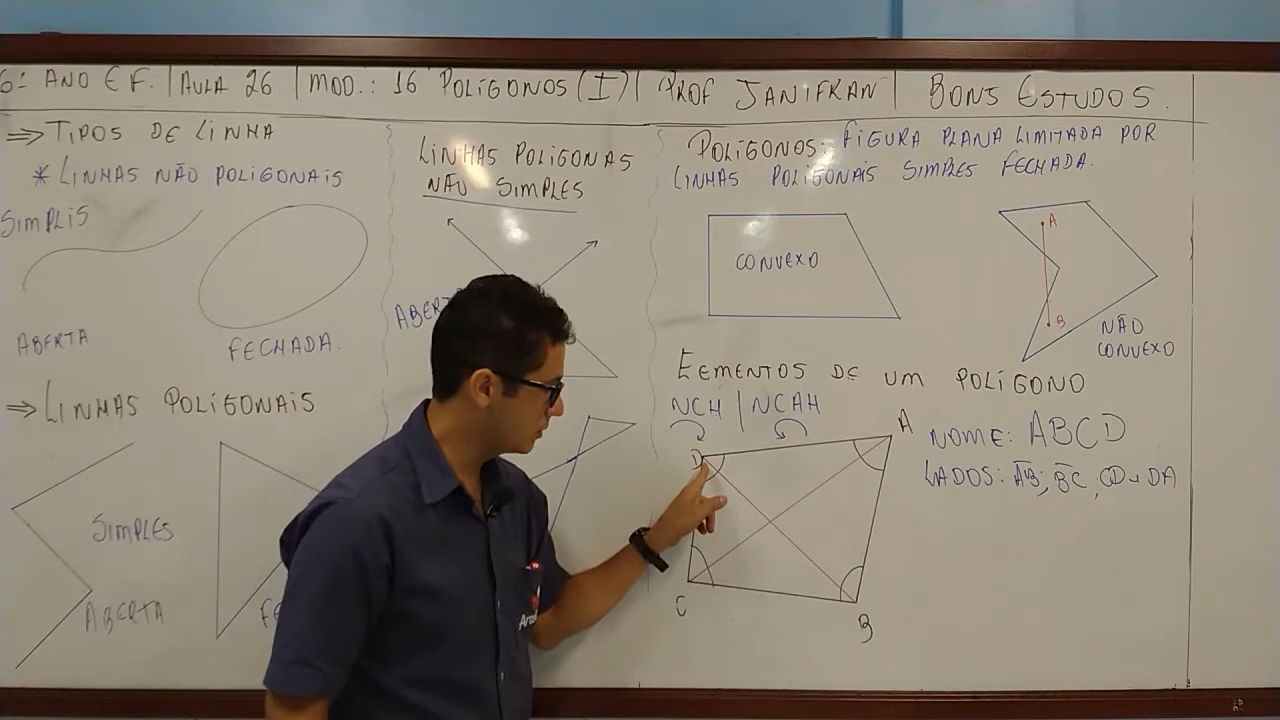 6º ANO E F. | AULA 26 | MOD.: 16 POLÍGONOS (I) | PROF JANIFRAN | BONS ESTUDOS.
⇒ TIPOS DE LINHA
* LINHAS NÃO POLIGONAIS
SIMPLIS
ABERTA
FECHADA.
⇒ LINHAS POLIGONAIS
SIMPLES
ABERTA
LINHAS POLIGONAS
NÃO SIMPLES
POLÍGONOS: FIGURA PLANA LIMITADA POR
LINHAS POLIGONAIS SIMPLES FECHADA.
CONVEXO
A
B
NÃO
CONVEXO
ELEMENTOS DE UM POLÍGONO
NCH | NCAH
D
A
C
B
NOME: ABCD
LADOS: AB; BC, CD
DA